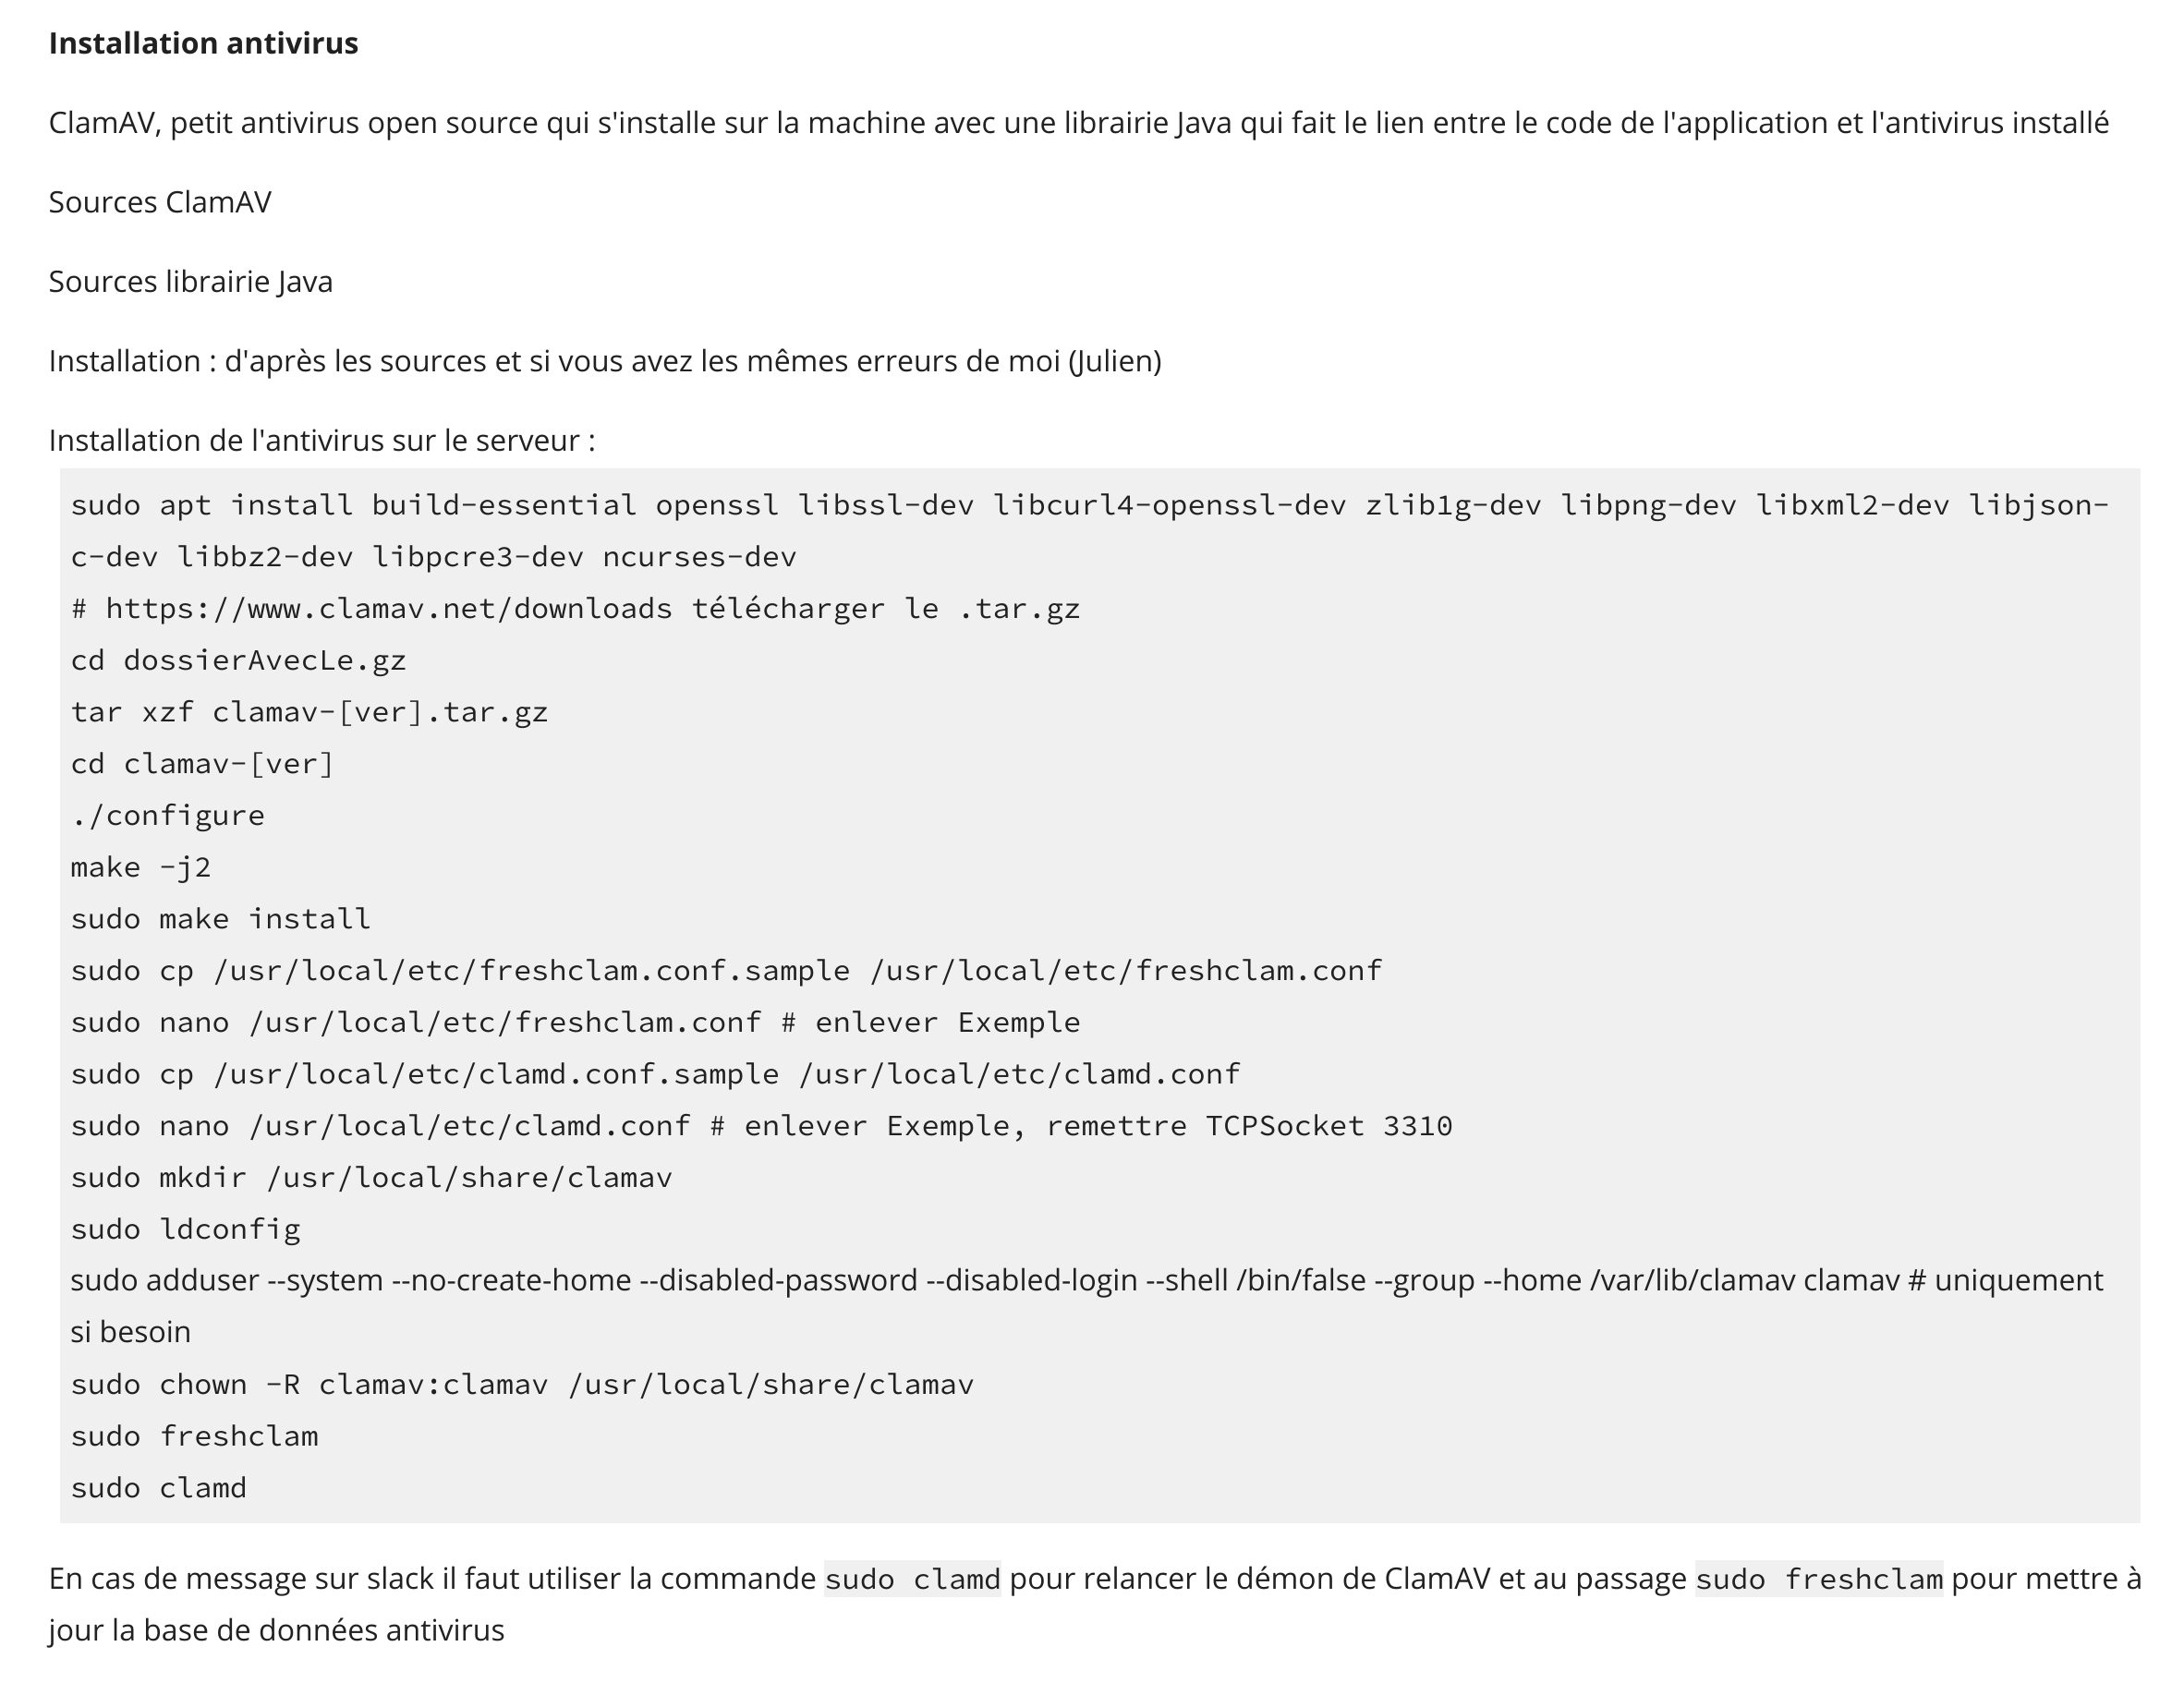 Installation antivirus
ClamAV, petit antivirus open source qui s'installe sur la machine avec une librairie Java qui fait le lien entre le code de l'application et l'antivirus installé
Sources ClamAV
Sources librairie Java
Installation : d'après les sources et si vous avez les mêmes erreurs de moi (Julien)
Installation de l'antivirus sur le serveur :
sudo apt install build-essential openssl libssl-dev libcurl4-openssl-dev zlib1g-dev libpng-dev libxml2-dev libjson-
c-dev libbz2-dev libpcre3-dev ncurses-dev
# https://www.clamav.net/downloads télécharger le .tar.gz
cd dossierAvecLe.gz
tar xzf clamav-[ver].tar.gz
cd clamav-[ver]
./configure
make -j2
sudo make install
sudo cp /usr/local/etc/freshclam.conf.sample /usr/local/etc/freshclam.conf
sudo nano /usr/local/etc/freshclam.conf # enlever Exemple
sudo cp /usr/local/etc/clamd.conf.sample /usr/local/etc/clamd.conf
sudo nano /usr/local/etc/clamd.conf # enlever Exemple, remettre TCPSocket 3310
sudo mkdir /usr/local/share/clamav
sudo ldconfig
sudo adduser --system --no-create-home --disabled-password --disabled-login --shell /bin/false --group --home /var/lib/clamav clamav # uniquement
si besoin
sudo chown -R clamav:clamav /usr/local/share/clamav
sudo freshclam
sudo clamd
En cas de message sur slack il faut utiliser la commande sudo clamd pour relancer le démon de ClamAV et au passage sudo freshclam pour mettre à
jour la base de données antivirus